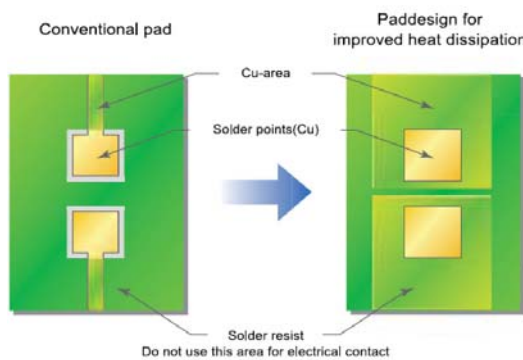 Conventional pad
Paddesign for
improved heat dissipation
Cu-area
Solder points(Cu)
Solder resist
Do not use this area for electrical contact